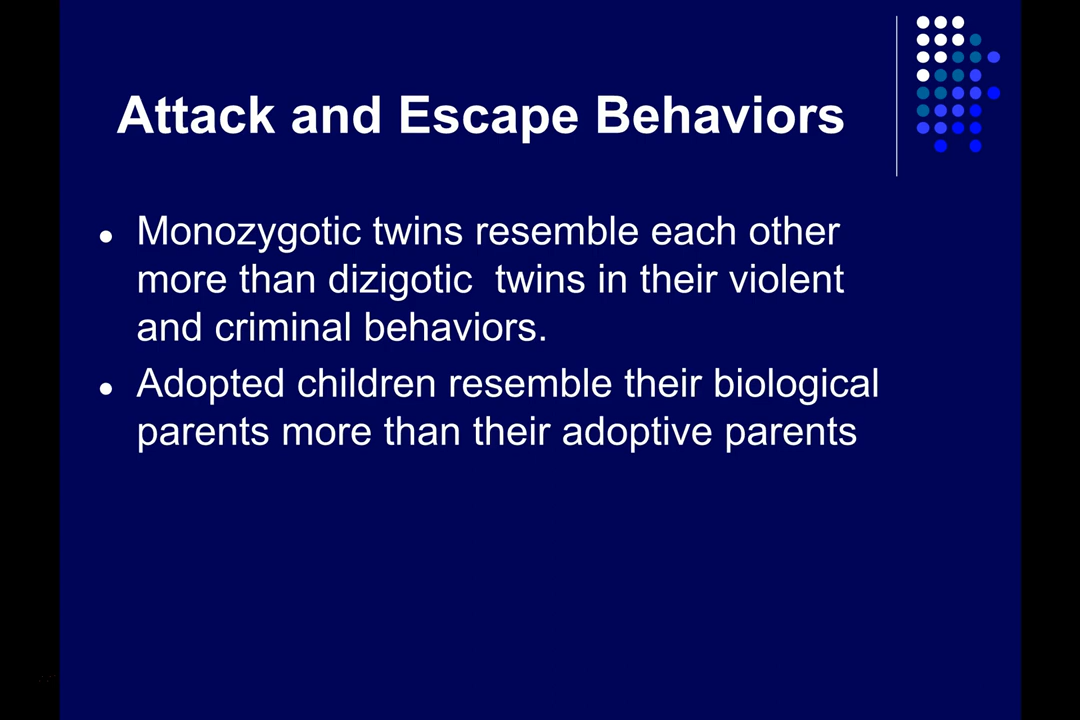 Attack and Escape Behaviors
Monozygotic twins resemble each other
more than dizigotic twins in their violent
and criminal behaviors.
Adopted children resemble their biological
parents more than their adoptive parents